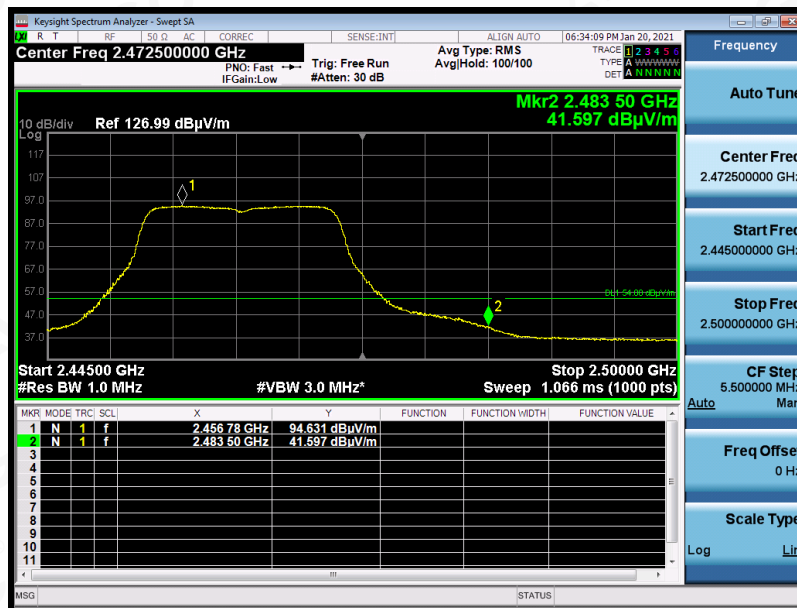 Keysight Spectrum Analyzer - Swept SA
LXI R T RF 50 Ω AC CORREC SENSE:INT ALIGN AUTO 06:34:09 PM Jan 20, 2021
Center Freq 2.472500000 GHz
PNO: Fast
IFGain:Low
Trig: Free Run
#Atten: 30 dB
Avg Type: RMS
Avg|Hold: 100/100
TRACE 1 2 3 4 5 6
TYPE A WWWWW
DET A N N N N N
Mkr2 2.483 50 GHz
41.597 dBµV/m
10 dB/div Ref 126.99 dBµV/m
Log
117
107
97.0
87.0
77.0
67.0
57.0
47.0
37.0
1
2
DL1 54.00 dBµV/m
Start 2.44500 GHz Stop 2.50000 GHz
#Res BW 1.0 MHz #VBW 3.0 MHz* Sweep 1.066 ms (1000 pts)
MKR MODE TRC SCL X Y FUNCTION FUNCTION WIDTH FUNCTION VALUE
1 N 1 f 2.456 78 GHz 94.631 dBµV/m
2 N 1 f 2.483 50 GHz 41.597 dBµV/m
3
4
5
6
7
8
9
10
11
MSG STATUS
Frequency
Auto Tune
Center Freq
2.472500000 GHz
Start Freq
2.445000000 GHz
Stop Freq
2.500000000 GHz
CF Step
5.500000 MHz
Auto Man
Freq Offset
0 Hz
Scale Type
Log Lin